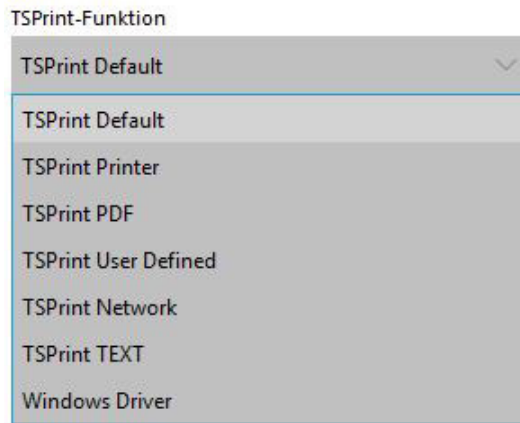 TSPrint-Funktion
TSPrint Default
TSPrint Default
TSPrint Printer
TSPrint PDF
TSPrint User Defined
TSPrint Network
TSPrint TEXT
Windows Driver